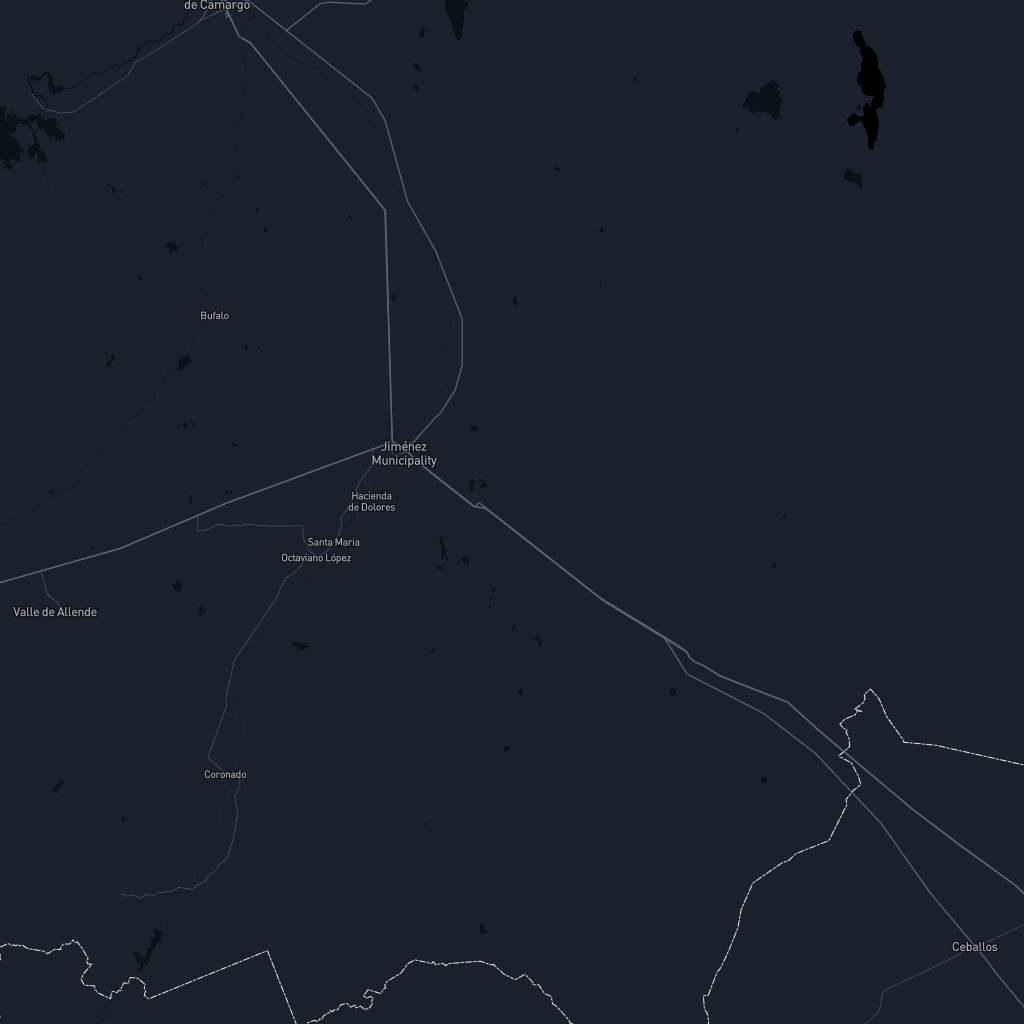 de Camargo
Bufalo
Jiménez
Municipality
Hacienda
de Dolores
Santa Maria
Octaviano López
Valle de Allende
Coronado
Ceballos